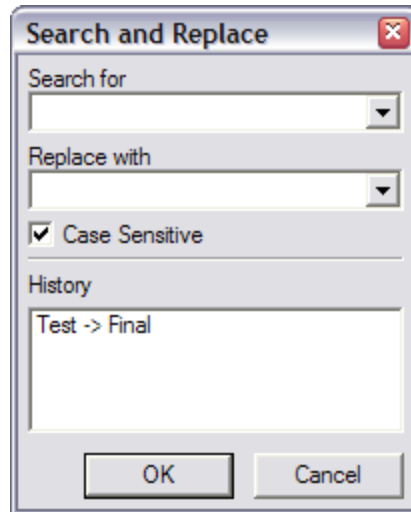 Search and Replace
Search for
Replace with
Case Sensitive
History
Test -> Final
OK Cancel